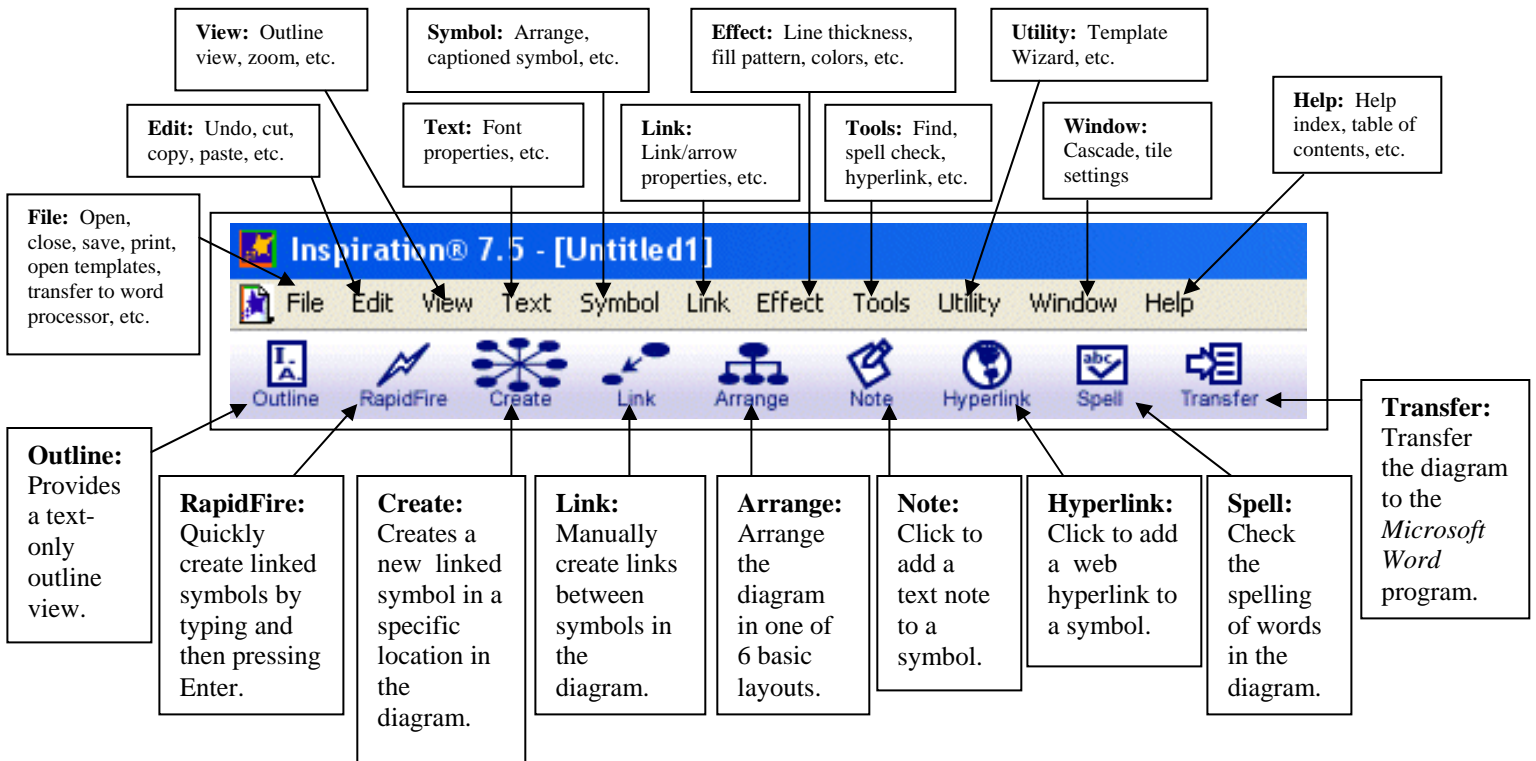 View: Outline
view, zoom, etc.
Symbol: Arrange,
captioned symbol, etc.
Effect: Line thickness,
fill pattern, colors, etc.
Utility: Template
Wizard, etc.
Edit: Undo, cut,
copy, paste, etc.
Text: Font
properties, etc.
Link:
Link/arrow
properties, etc.
Tools: Find,
spell check,
hyperlink, etc.
Window:
Cascade, tile
settings
Help: Help
index, table of
contents, etc.
File: Open,
close, save, print,
open templates,
transfer to word
processor, etc.
Inspiration® 7.5 - [Untitled1]
File Edit View Text Symbol Link Effect Tools Utility Window Help
I.
A.
abc
Outline RapidFire Create Link Arrange Note Hyperlink Spell Transfer
Outline:
Provides
a text-
only
outline
view.
RapidFire:
Quickly
create linked
symbols by
typing and
then pressing
Enter.
Create:
Creates a
new linked
symbol in a
specific
location in
the
diagram.
Link:
Manually
create links
between
symbols in
the
diagram.
Arrange:
Arrange
the
diagram
in one of
6 basic
layouts.
Note:
Click to
add a
text note
to a
symbol.
Hyperlink:
Click to add
a web
hyperlink to
a symbol.
Spell:
Check
the
spelling
of words
in the
diagram.
Transfer:
Transfer
the diagram
to the
Microsoft
Word
program.